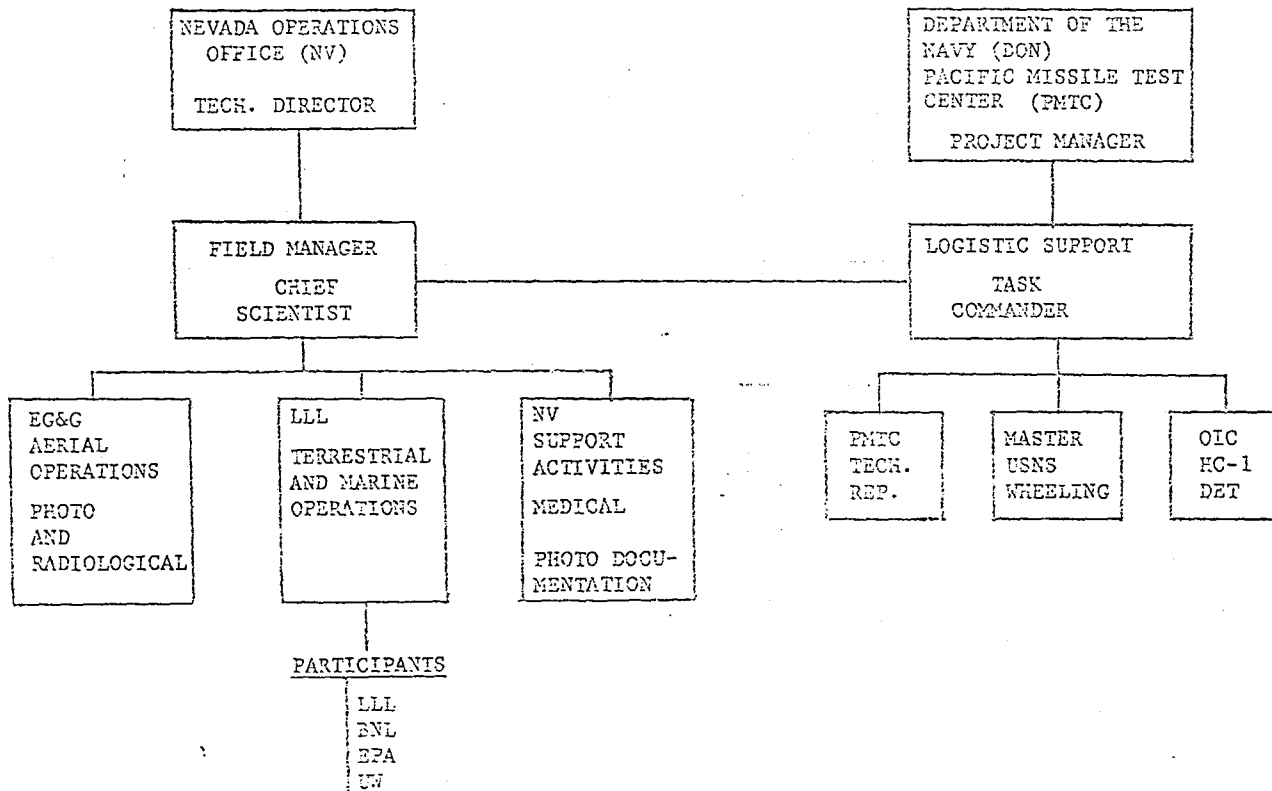 NEVADA OPERATIONS
OFFICE (NV)
TECH. DIRECTOR
DEPARTMENT OF THE
NAVY (DON)
PACIFIC MISSILE TEST
CENTER (PMTC)
PROJECT MANAGER
FIELD MANAGER
CHIEF
SCIENTIST
LOGISTIC SUPPORT
TASK
COMMANDER
EG&G
AERIAL
OPERATIONS
PHOTO
AND
RADIOLOGICAL
LLL
TERRESTRIAL
AND MARINE
OPERATIONS
NV
SUPPORT
ACTIVITIES
MEDICAL
PHOTO DOCU-
MENTATION
PMTC
TECH.
REP.
MASTER
USNS
WHEELING
OIC
HC-1
DET
PARTICIPANTS
LLL
BNL
EPA
UW